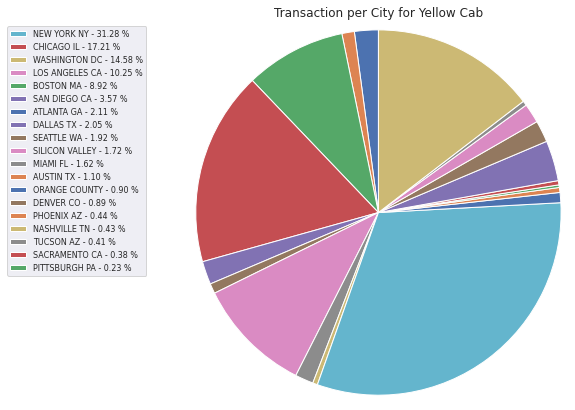 Transaction per City for Yellow Cab
NEW YORK NY - 31.28 %
CHICAGO IL - 17.21 %
WASHINGTON DC - 14.58 %
LOS ANGELES CA - 10.25 %
BOSTON MA - 8.92 %
SAN DIEGO CA - 3.57 %
ATLANTA GA - 2.11 %
DALLAS TX - 2.05 %
SEATTLE WA - 1.92 %
SILICON VALLEY - 1.72 %
MIAMI FL - 1.62 %
AUSTIN TX - 1.10 %
ORANGE COUNTY - 0.90 %
DENVER CO - 0.89 %
PHOENIX AZ - 0.44 %
NASHVILLE TN - 0.43 %
TUCSON AZ - 0.41 %
SACRAMENTO CA - 0.38 %
PITTSBURGH PA - 0.23 %